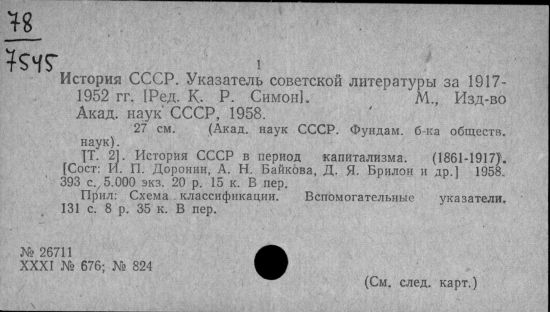 78
7545
1
История СССР. Указатель советской литературы за 1917-
1952 гг. [Ред. К. Р. Симон]. М., Изд-во
Акад. наук СССР, 1958.
27 см. (Акад. наук СССР. Фундам. б-ка обществ.
наук).
[Т. 2]. История СССР в период капитализма. (1861-1917).
[Сост: И. П. Доронин, А. Н. Байкова, Д. Я. Брилон и др.] 1958.
393 с. 5.000 экз. 20 р. 15 к. В пер.
Прил: Схема классификации. Вспомогательные указатели.
131 с. 8 р. 35 к. В пер.
№ 26711
XXXI № 676; № 824
(См. след. карт.)